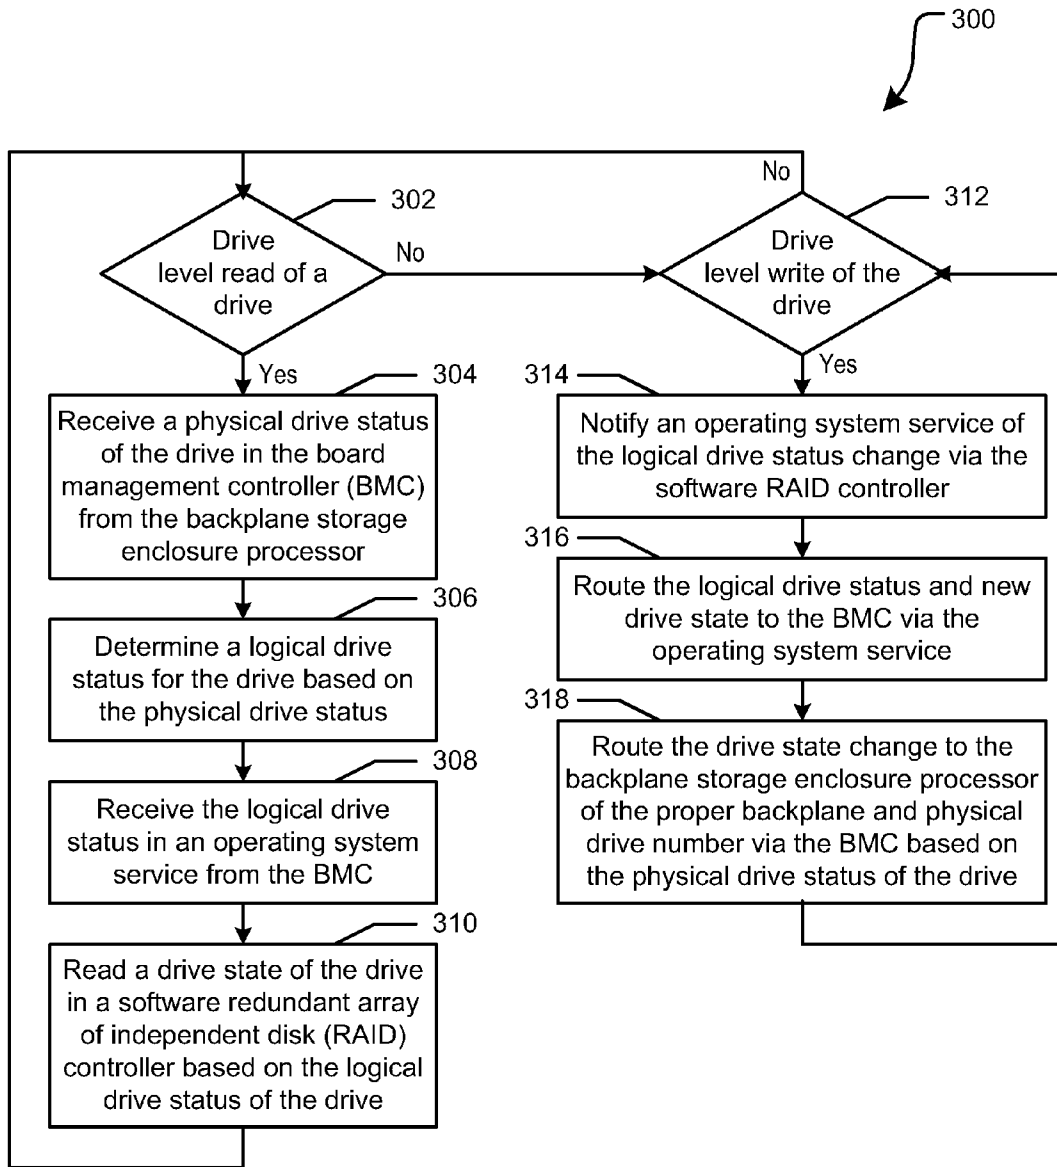 300
302
Drive
level read of a
drive
No
Yes
304
Receive a physical drive status
of the drive in the board
management controller (BMC)
from the backplane storage
enclosure processor
306
Determine a logical drive
status for the drive based on
the physical drive status
308
Receive the logical drive
status in an operating system
service from the BMC
310
Read a drive state of the drive
in a software redundant array
of independent disk (RAID)
controller based on the logical
drive status of the drive
No
312
Drive
level write of the
drive
Yes
314
Notify an operating system service of
the logical drive status change via the
software RAID controller
316
Route the logical drive status and new
drive state to the BMC via the
operating system service
318
Route the drive state change to the
backplane storage enclosure processor
of the proper backplane and physical
drive number via the BMC based on
the physical drive status of the drive